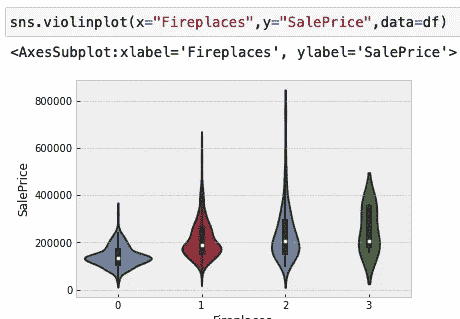 sns.violinplot(x="Fireplaces",y="SalePrice",data=df)
<AxesSubplot:xlabel='Fireplaces', ylabel='SalePrice'>
800000
600000
400000
200000
0
SalePrice
0 1 2 3
Fireplaces